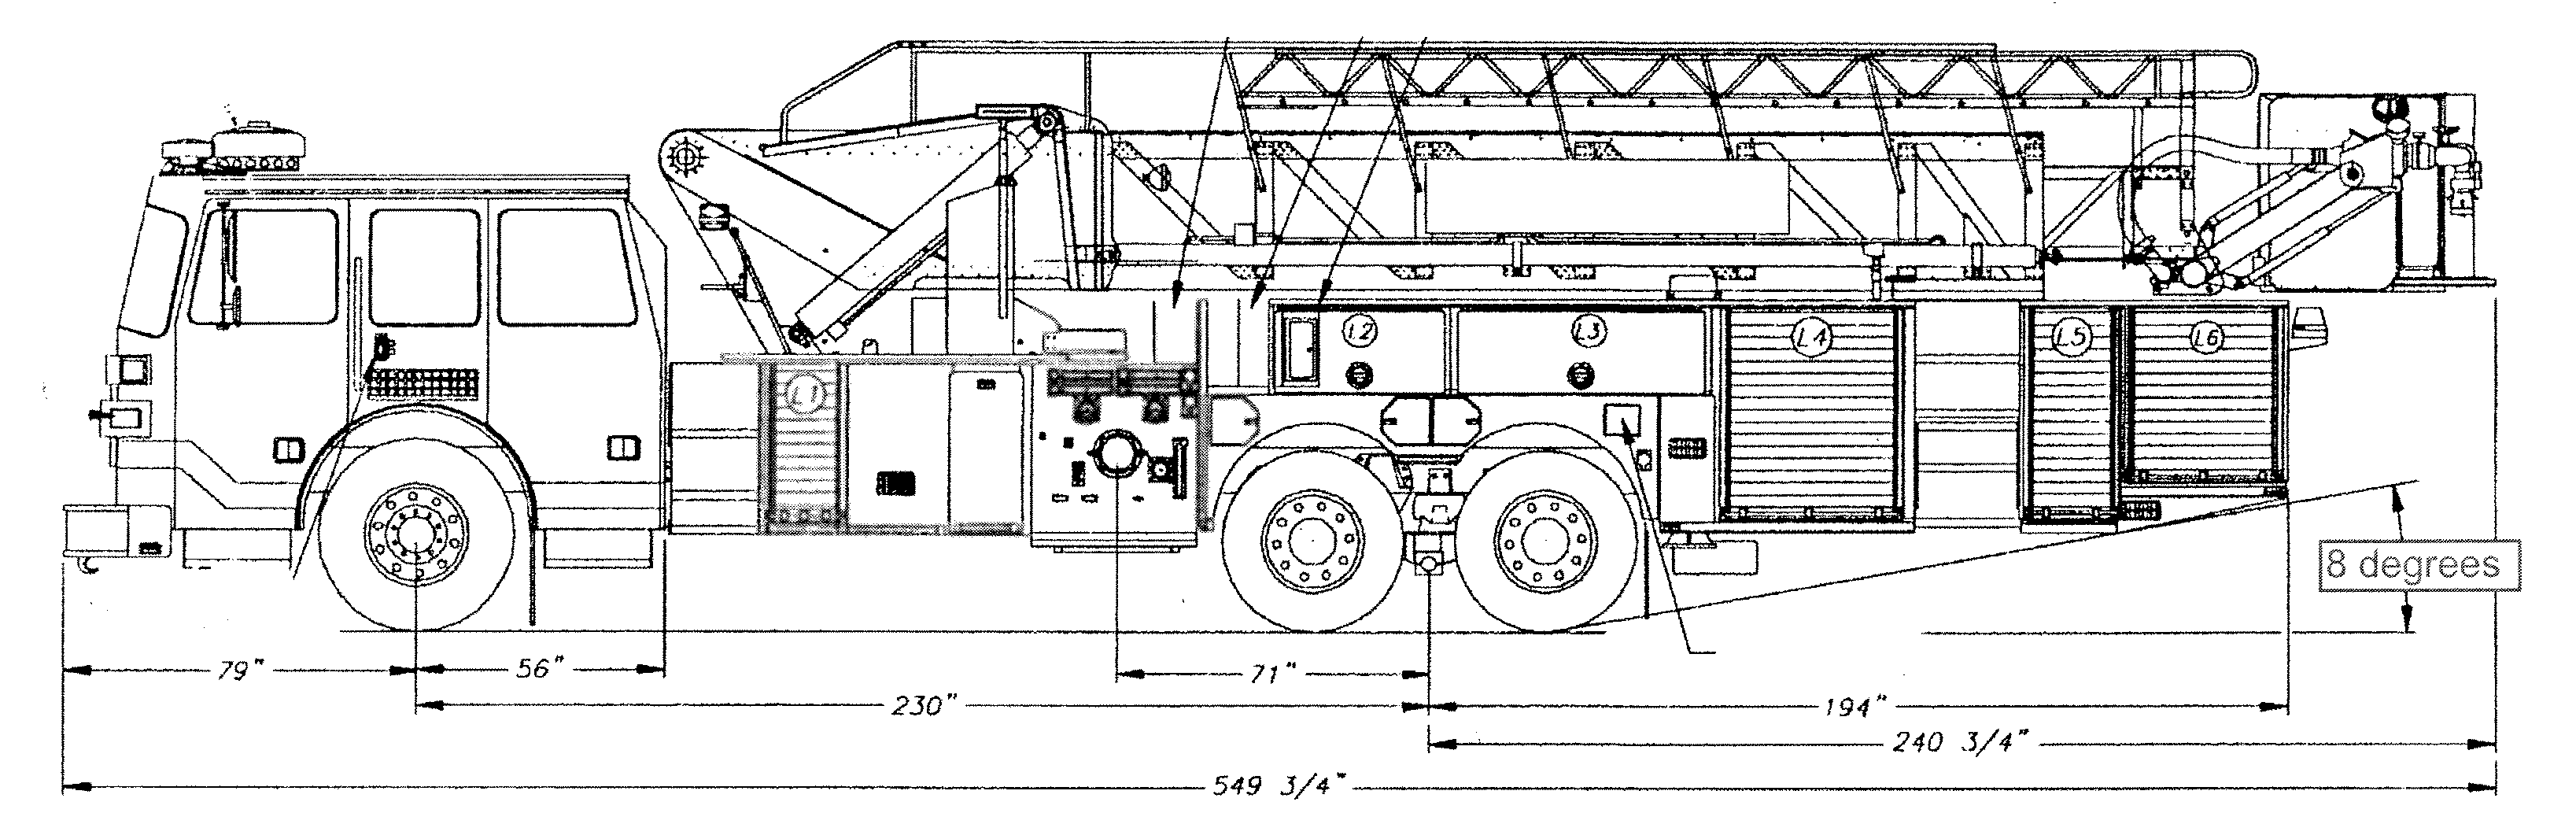 L2
L3
L4
L5
L6
L1
8 degrees
79"
56"
71"
230"
194"
240 3/4"
549 3/4"